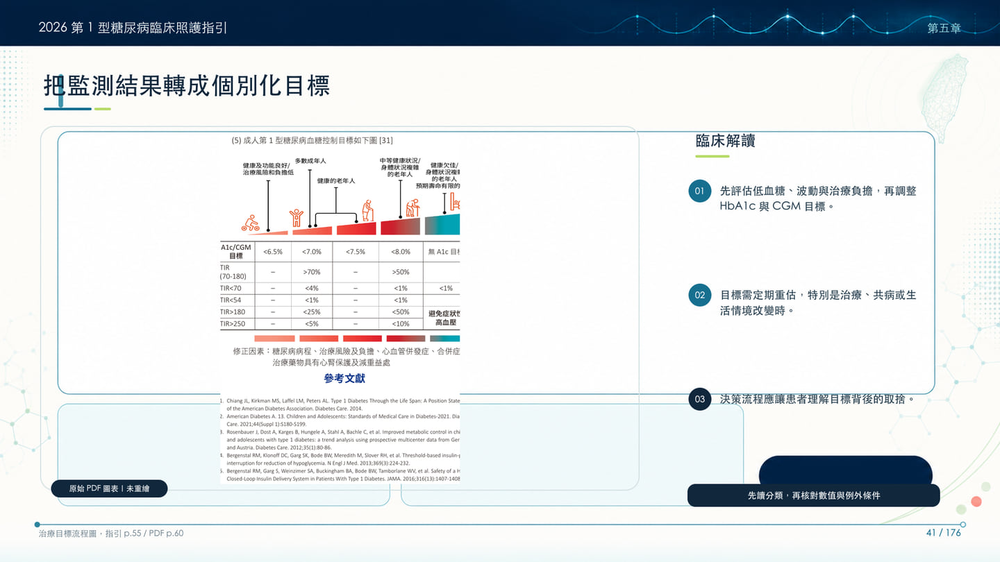 2026 第 1 型糖尿病臨床照護指引
第五章
把監測結果轉成個別化目標
(5) 成人第 1 型糖尿病血糖控制目標如下圖 [31]
健康及功能良好/
治療風險和負擔低
多數成年人
健康的老年人
中等健康狀況/
身體狀況複雜
的老年人
健康欠佳/
身體狀況複雜
的老年人
預期壽命有限的
A1c/CGM
目標
<6.5% <7.0% <7.5% <8.0% 無 A1c 目標
TIR
(70-180)
– >70% – >50%
TIR<70 – <4% – <1% <1%
TIR<54 – <1% – <1%
TIR>180 – <25% – <50%
TIR>250 – <5% – <10%
避免症狀性
高血壓
修正因素：糖尿病病程、治療風險及負擔、心血管併發症、合併症
治療藥物具有心腎保護及減重益處
參考文獻
1. Chiang JL, Kirkman MS, Laffel LM, Peters AL. Type 1 Diabetes Through the Life Span: A Position State
of the American Diabetes Association. Diabetes Care. 2014.
2. American Diabetes A. 13. Children and Adolescents: Standards of Medical Care in Diabetes-2021. Dia
Care. 2021;44(Suppl 1):S180-S199.
3. Rosenbauer J, Dost A, Karges B, Hungele A, Stahl A, Bachle C, et al. Improved metabolic control in chi
and adolescents with type 1 diabetes: a trend analysis using prospective multicenter data from Ger
and Austria. Diabetes Care. 2012;35(1):80-86.
4. Bergenstal RM, Klonoff DC, Garg SK, Bode BW, Meredith M, Slover RH, et al. Threshold-based insulin-p
interruption for reduction of hypoglycemia. N Engl J Med. 2013;369(3):224-232.
5. Bergenstal RM, Garg S, Weinzimer SA, Buckingham BA, Bode BW, Tamborlane WV, et al. Safety of a H
Closed-Loop Insulin Delivery System in Patients With Type 1 Diabetes. JAMA. 2016;316(13):1407-1408
原始 PDF 圖表｜未重繪
臨床解讀
01 先評估低血糖、波動與治療負擔，再調整
HbA1c 與 CGM 目標。
02 目標需定期重估，特別是治療、共病或生
活情境改變時。
03 決策流程應讓患者理解目標背後的取捨。
先讀分類，再核對數值與例外條件
治療目標流程圖，指引 p.55 / PDF p.60
41 / 176